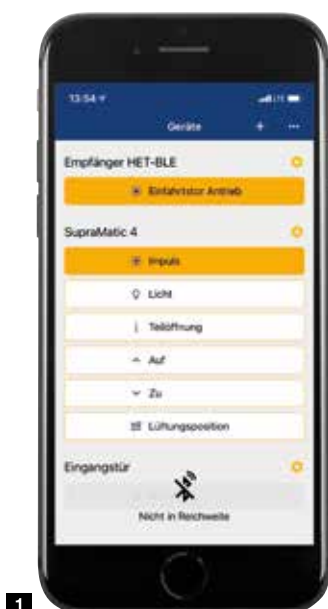 13:54
Geräte
Empfänger HET-BLE
Einfahrtstor Antrieb
SupraMatic 4
Impuls
Licht
Teilöffnung
Auf
Zu
Lüftungsposition
Eingangstür
Nicht in Reichweite
1